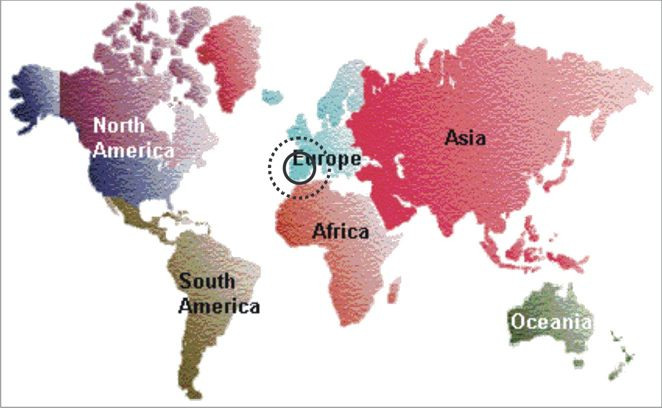 North
America
Europe
Asia
Africa
South
America
Oceania